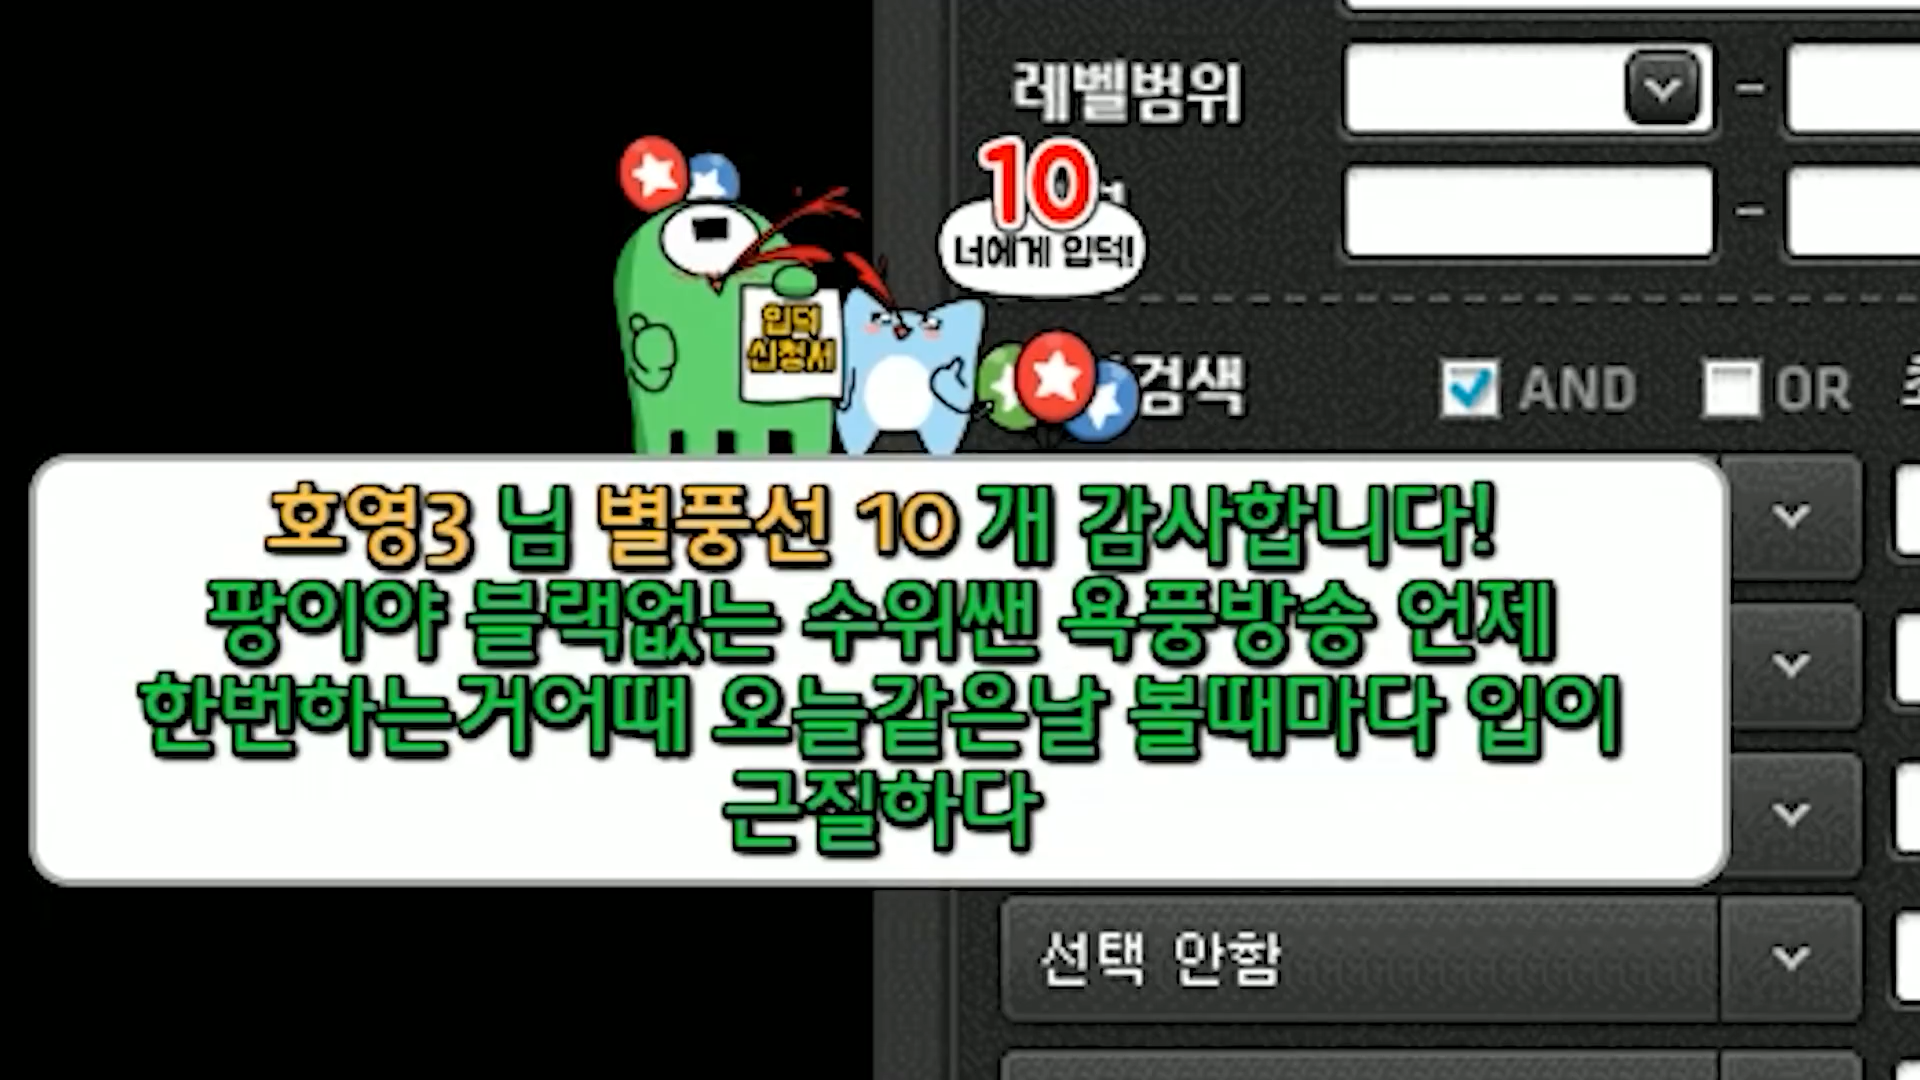 레벨범위
10
너에게 입덕!
입덕
신청서
검색
AND
OR
호영3 님 별풍선 10 개 감사합니다!
팡이야 블랙없는 수위쌘 욕풍방송 언제
한번하는거어때 오늘같은날 볼때마다 입이
근질하다
선택 안함